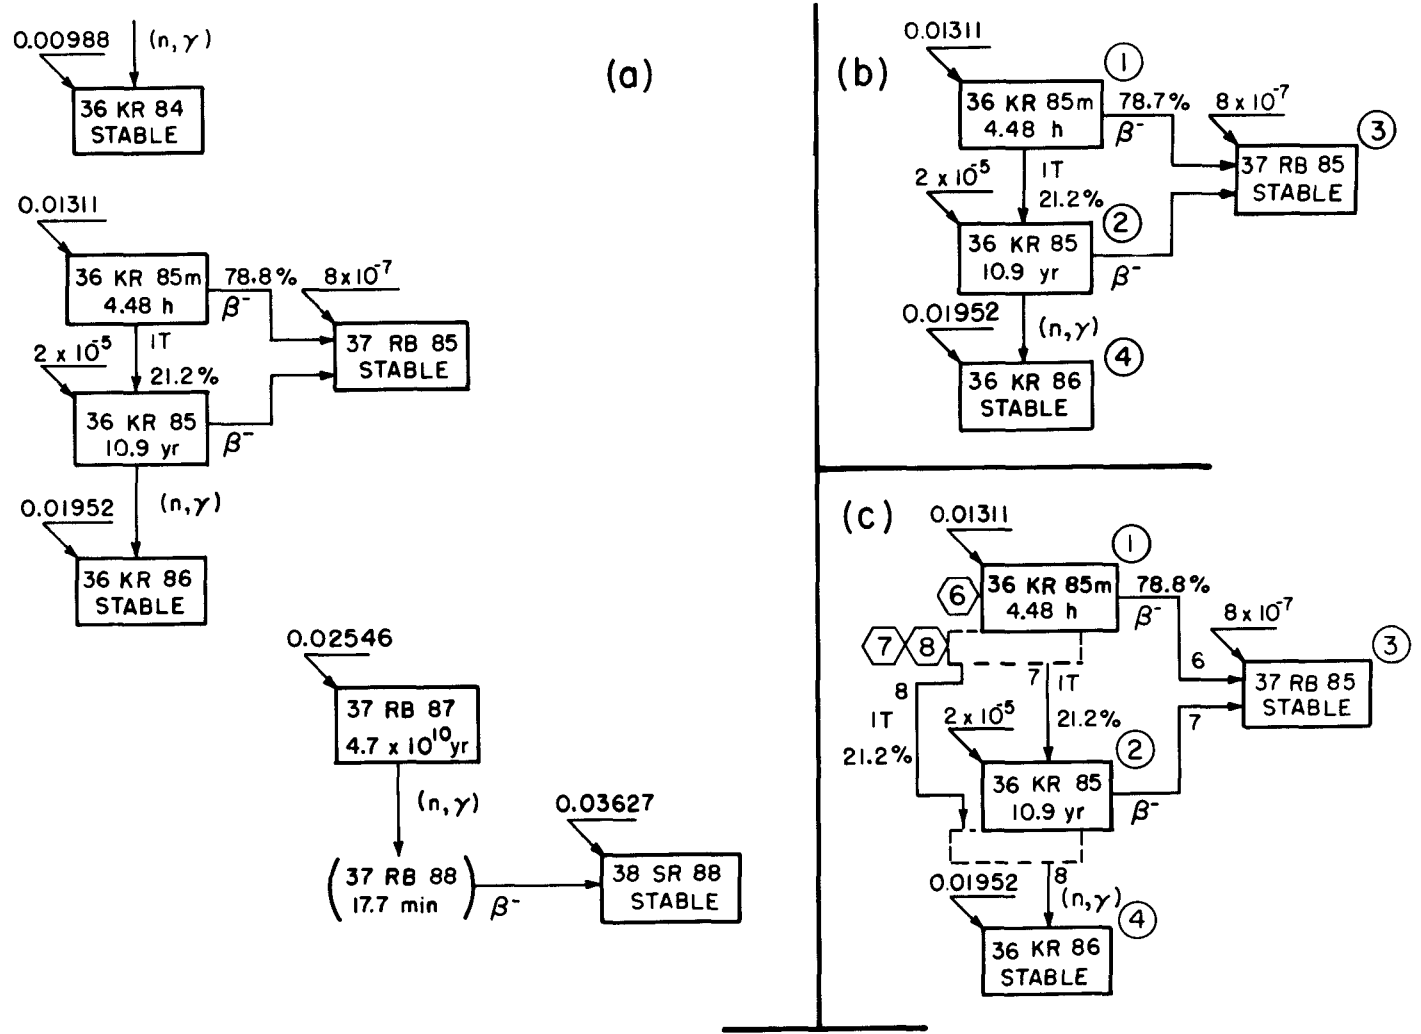 (a)
0.00988
(n,γ)
36 KR 84
STABLE
0.01311
36 KR 85m
4.48 h
78.8%
β⁻
8x10⁻⁷
37 RB 85
STABLE
IT
21.2%
2 x 10⁻⁵
36 KR 85
10.9 yr
β⁻
(n,γ)
0.01952
36 KR 86
STABLE
0.02546
37 RB 87
4.7 x 10¹⁰yr
(n,γ)
(37 RB 88)
17.7 min
β⁻
0.03627
38 SR 88
STABLE
(b)
0.01311
1
36 KR 85m
4.48 h
78.7%
β⁻
8 x 10⁻⁷
3
37 RB 85
STABLE
IT
21.2%
2 x 10⁻⁵
2
36 KR 85
10.9 yr
β⁻
(n,γ)
0.01952
4
36 KR 86
STABLE
(c)
0.01311
1
6
36 KR 85m
4.48 h
78.8%
β⁻
6
8x10⁻⁷
3
37 RB 85
STABLE
7
7
8
8
IT
21.2%
7
IT
21.2%
2 x 10⁻⁵
2
36 KR 85
10.9 yr
β⁻
8
(n,γ)
0.01952
4
36 KR 86
STABLE